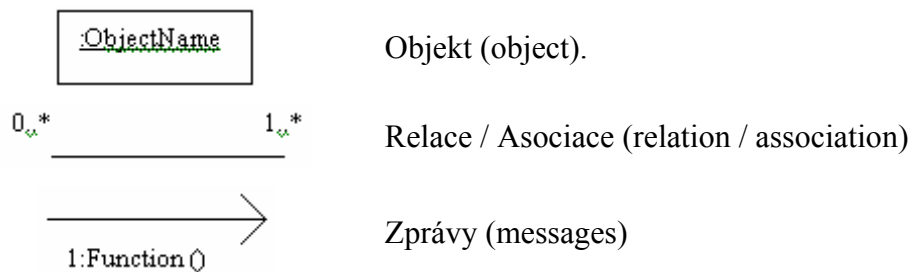 :ObjectName
Objekt (object).
0..* 1..*
Relace / Asociace (relation / association)
Zprávy (messages)
1:Function()